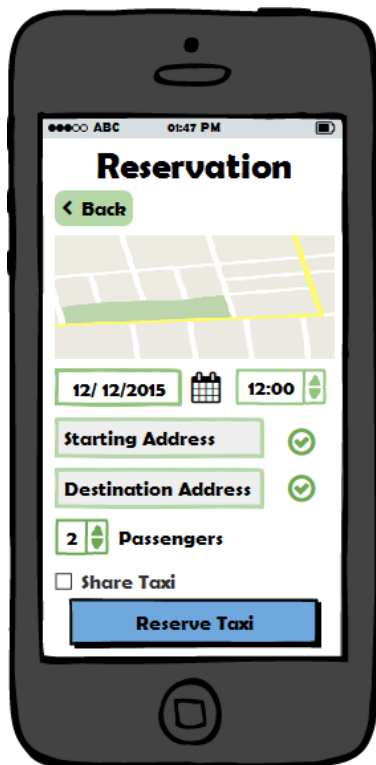 ABC 01:47 PM
Reservation
< Back
12/ 12/2015 12:00
Starting Address
Destination Address
2 Passengers
Share Taxi
Reserve Taxi